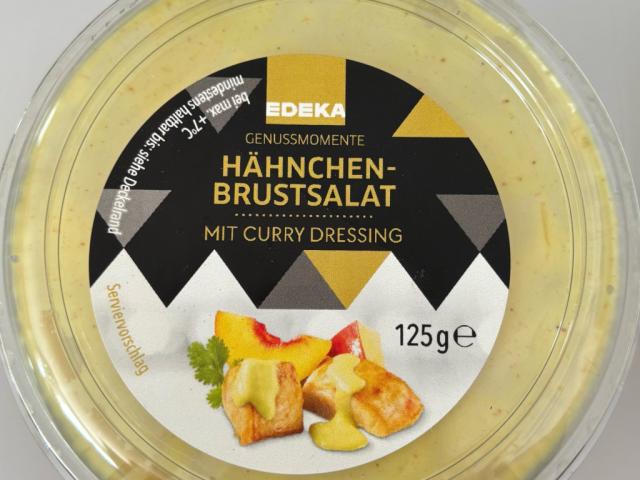 EDEKA
GENUSSMOMENTE
HÄHNCHEN-
BRUSTSALAT
MIT CURRY DRESSING
125g℮
Serviervorschlag
bei max. +7°C
mindestens haltbar bis: siehe Deckelrand